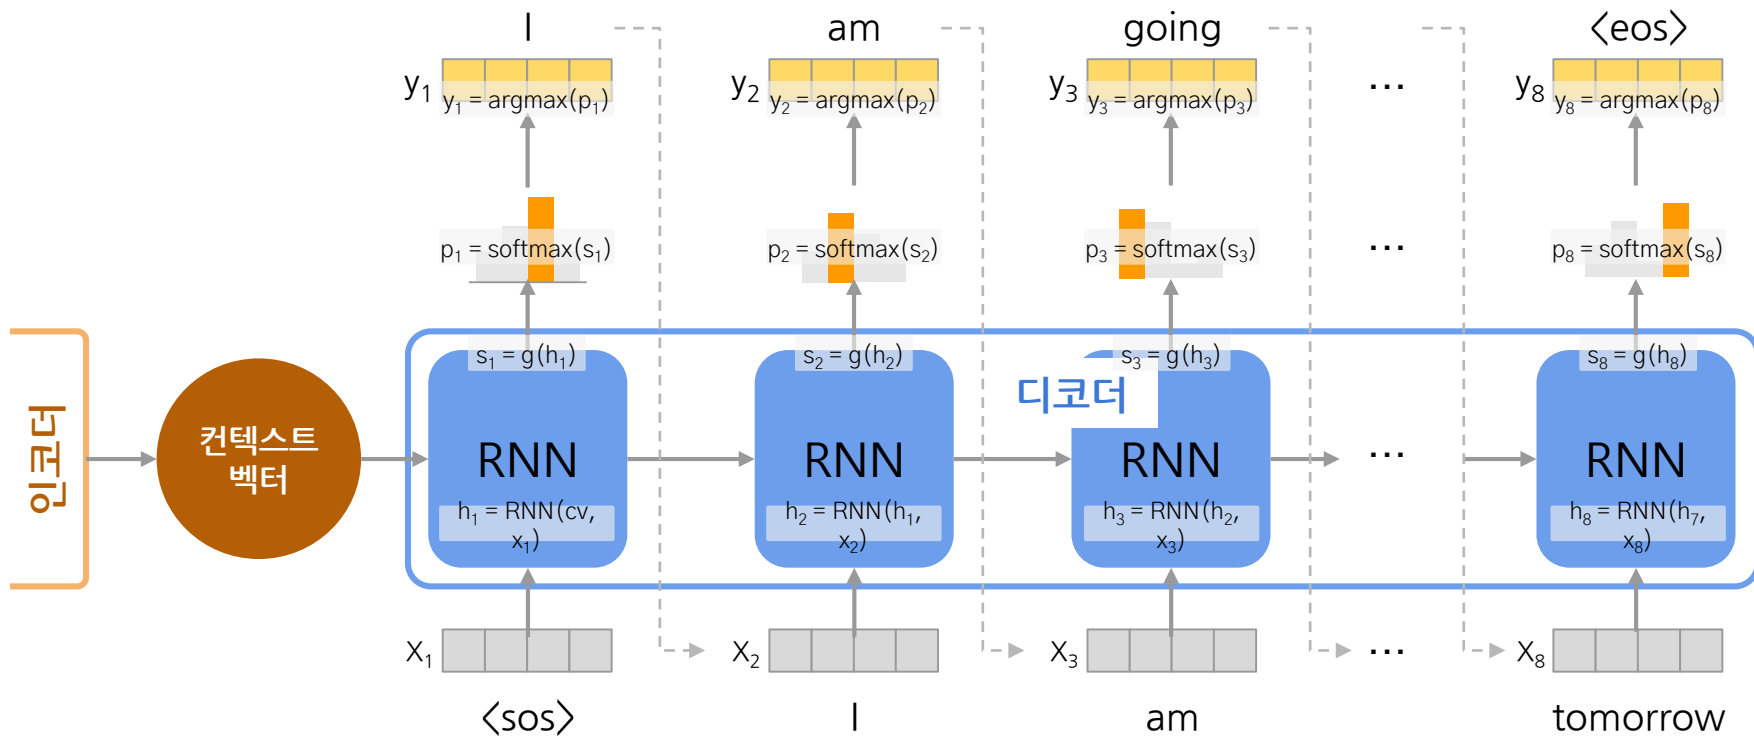 I am going <eos>
y1 y2 y3 ... y8
y1 = argmax(p1) y2 = argmax(p2) y3 = argmax(p3) y8 = argmax(p8)
p1 = softmax(s1) p2 = softmax(s2) p3 = softmax(s3) ... p8 = softmax(s8)
s1 = g(h1) s2 = g(h2) s3 = g(h3) s8 = g(h8)
디코더
인코더
컨텍스트
벡터
RNN RNN RNN ... RNN
h1 = RNN(cv,
x1)
h2 = RNN(h1,
x2)
h3 = RNN(h2,
x3)
h8 = RNN(h7,
x8)
X1 X2 X3 ... X8
<sos> I am tomorrow